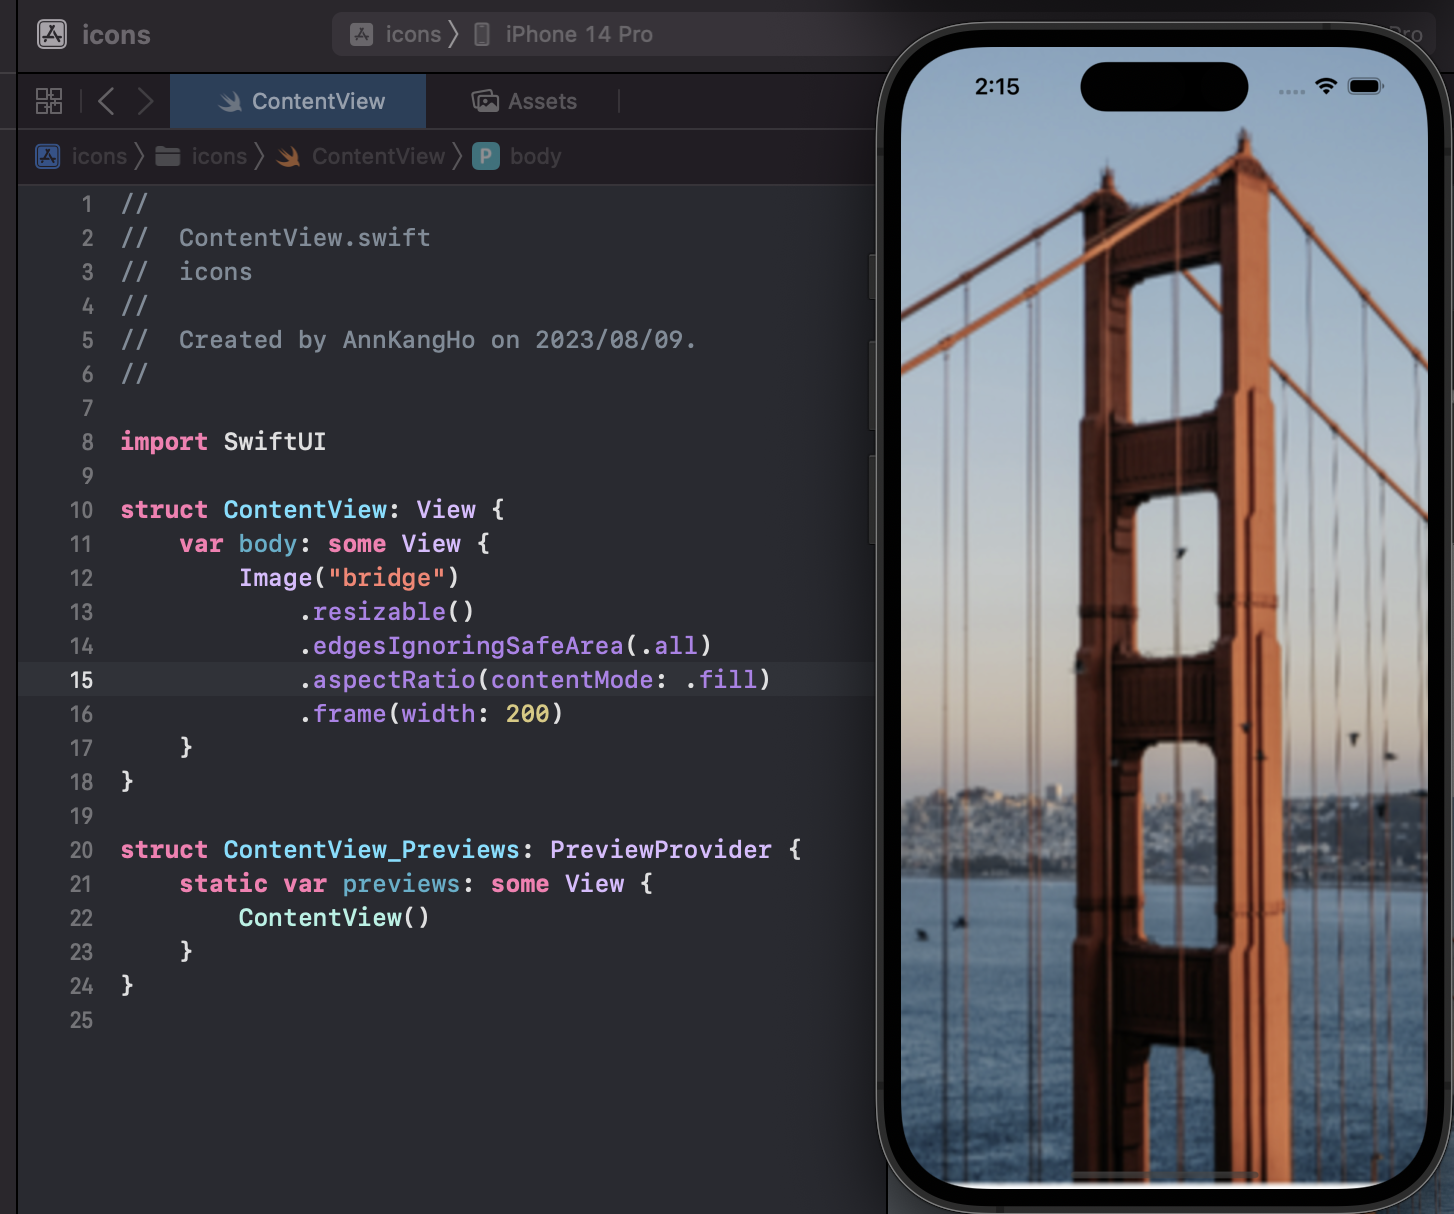 icons
icons 〉 iPhone 14 Pro
Pro
ContentView
Assets
icons 〉 icons 〉 ContentView 〉 P body
1 //
2 //  ContentView.swift
3 //  icons
4 //
5 //  Created by AnnKangHo on 2023/08/09.
6 //
7
8 import SwiftUI
9
10 struct ContentView: View {
11     var body: some View {
12         Image("bridge")
13             .resizable()
14             .edgesIgnoringSafeArea(.all)
15             .aspectRatio(contentMode: .fill)
16             .frame(width: 200)
17     }
18 }
19
20 struct ContentView_Previews: PreviewProvider {
21     static var previews: some View {
22         ContentView()
23     }
24 }
25
2:15